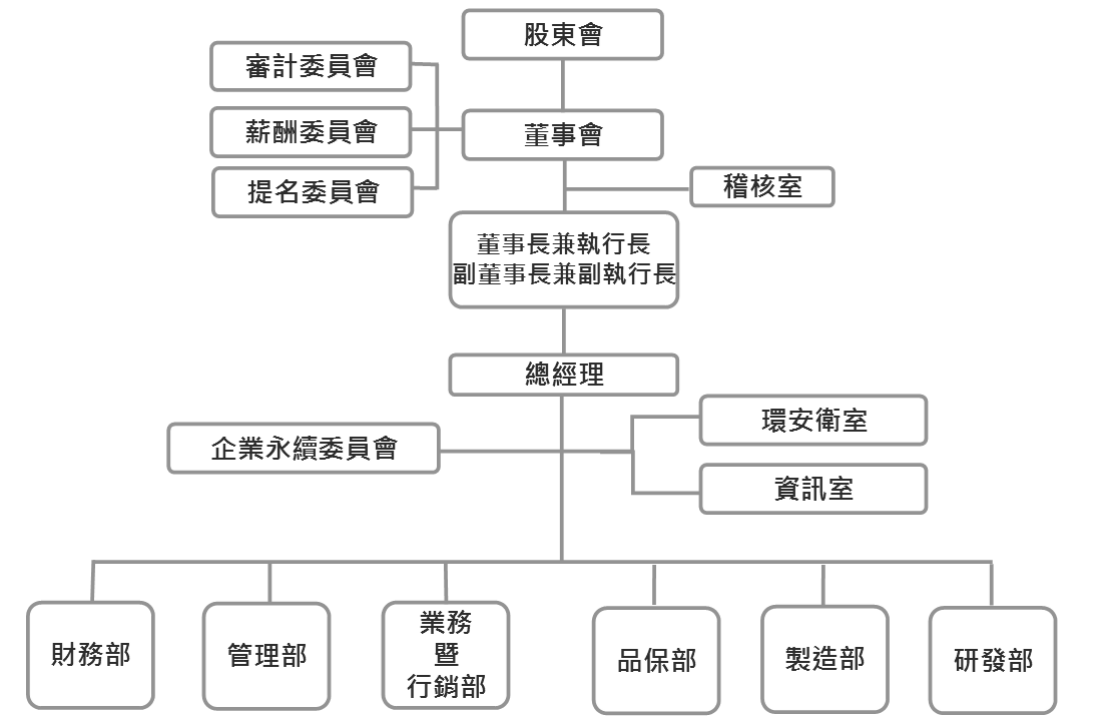 股東會
審計委員會
薪酬委員會
董事會
提名委員會
稽核室
董事長兼執行長
副董事長兼副執行長
總經理
環安衛室
企業永續委員會
資訊室
財務部
管理部
業務
暨
行銷部
品保部
製造部
研發部